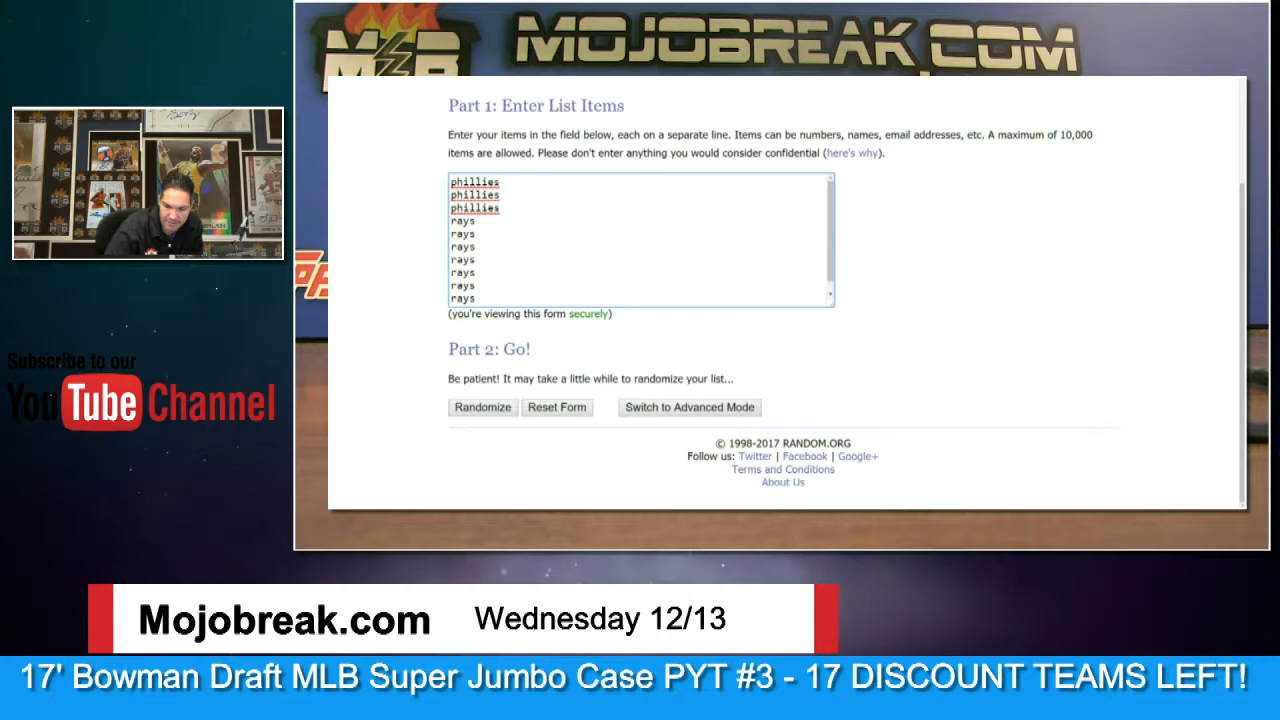 MOJOBREAK.COM
MB
Part 1: Enter List Items
Enter your items in the field below, each on a separate line. Items can be numbers, names, email addresses, etc. A maximum of 10,000
items are allowed. Please don't enter anything you would consider confidential (here's why).
phillies
phillies
phillies
rays
rays
rays
rays
rays
rays
rays
(you're viewing this form securely)
Part 2: Go!
Be patient! It may take a little while to randomize your list...
Randomize Reset Form Switch to Advanced Mode
© 1998-2017 RANDOM.ORG
Follow us: Twitter | Facebook | Google+
Terms and Conditions
About Us
Subscribe to our
YouTube Channel
Mojobreak.com Wednesday 12/13
17' Bowman Draft MLB Super Jumbo Case PYT #3 - 17 DISCOUNT TEAMS LEFT!